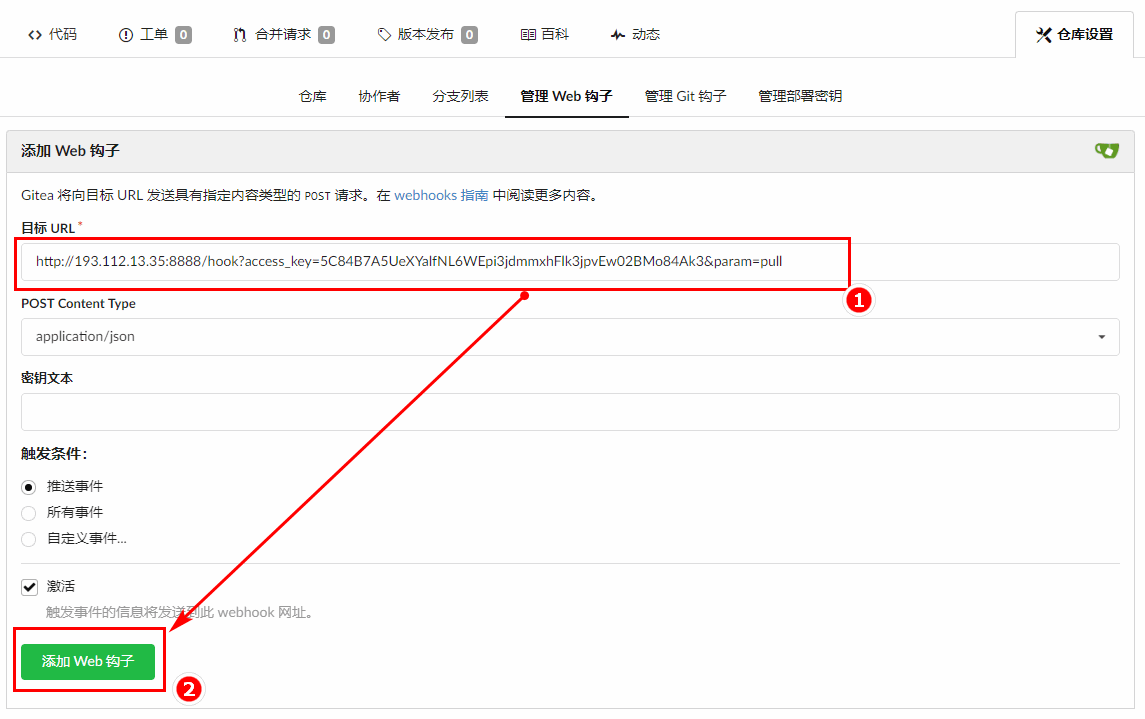 代码 工单 0 合并请求 0 版本发布 0 百科 动态 仓库设置
仓库 协作者 分支列表 管理 Web 钩子 管理 Git 钩子 管理部署密钥
添加 Web 钩子
Gitea 将向目标 URL 发送具有指定内容类型的 POST 请求。在 webhooks 指南 中阅读更多内容。
目标 URL *
http://193.112.13.35:8888/hook?access_key=5C84B7A5UeXYalfNL6WEpi3jdmmxhFlk3jpvEw02BMo84Ak3&param=pull
1
POST Content Type
application/json
密钥文本
触发条件：
推送事件
所有事件
自定义事件...
激活
触发事件的信息将发送到此 webhook 网址。
添加 Web 钩子
2